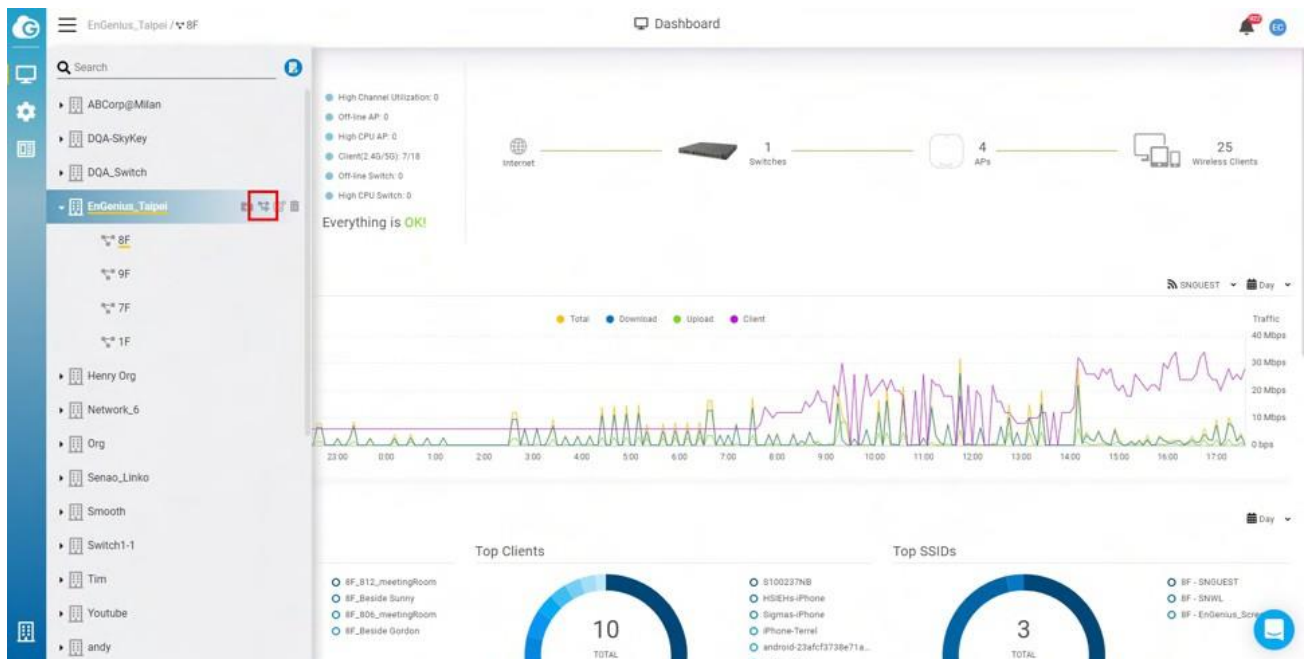 EnGenius_Taipei / 8F
Dashboard
822
EC
Search
ABCorp@Milan
DQA-SkyKey
DQA_Switch
EnGenius_Taipei
8F
9F
7F
1F
Henry Org
Network_6
Org
Senao_Linko
Smooth
Switch1-1
Tim
Youtube
andy
High Channel Utilization: 0
Off-line AP: 0
High CPU AP: 0
Client(2.4G/5G): 7/18
Off-line Switch: 0
High CPU Switch: 0
Everything is OK!
Internet
1
Switches
4
APs
25
Wireless Clients
SNGUEST
Day
Total Download Upload Client
Traffic
40 Mbps
30 Mbps
20 Mbps
10 Mbps
0 bps
23:00 0:00 1:00 2:00 3:00 4:00 5:00 6:00 7:00 8:00 9:00 10:00 11:00 12:00 13:00 14:00 15:00 16:00 17:00
Day
8F_812_meetingRoom
8F_Beside Sunny
8F_806_meetingRoom
8F_Beside Gordon
Top Clients
10
TOTAL
S100237NB
HSIEHs-iPhone
Sigmas-iPhone
iPhone-Terrel
android-23afcf3738e71a...
Top SSIDs
3
TOTAL
8F - SNGUEST
8F - SNWL
8F - EnGenius_Scre